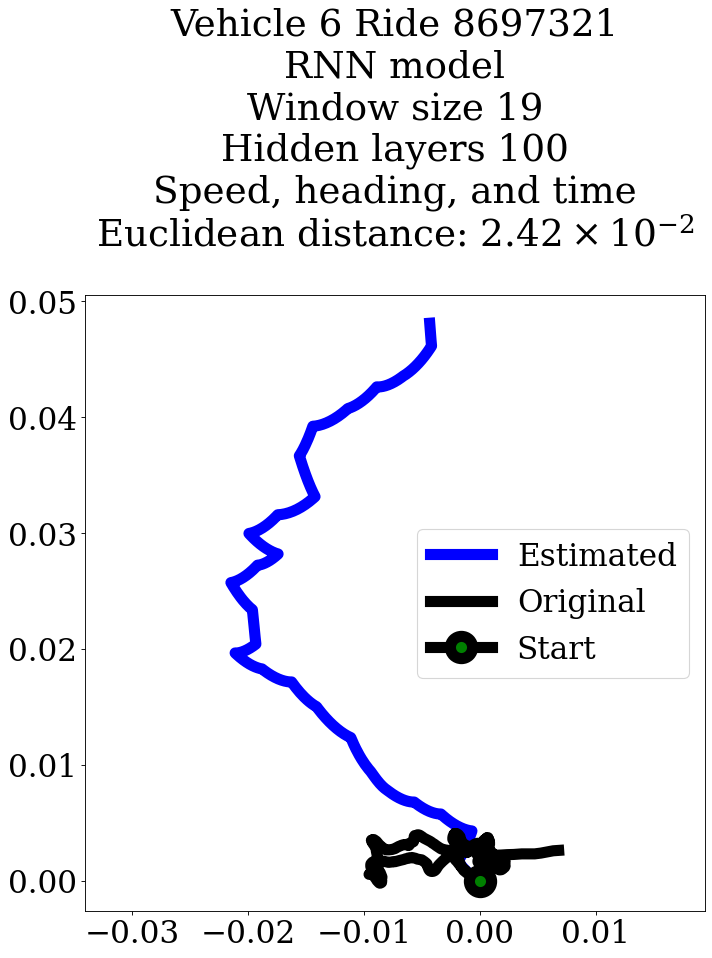 Vehicle 6 Ride 8697321
RNN model
Window size 19
Hidden layers 100
Speed, heading, and time
Euclidean distance: 2.42 × 10⁻²
0.05
0.04
0.03
0.02
0.01
0.00
Estimated
Original
Start
−0.03 −0.02 −0.01 0.00 0.01